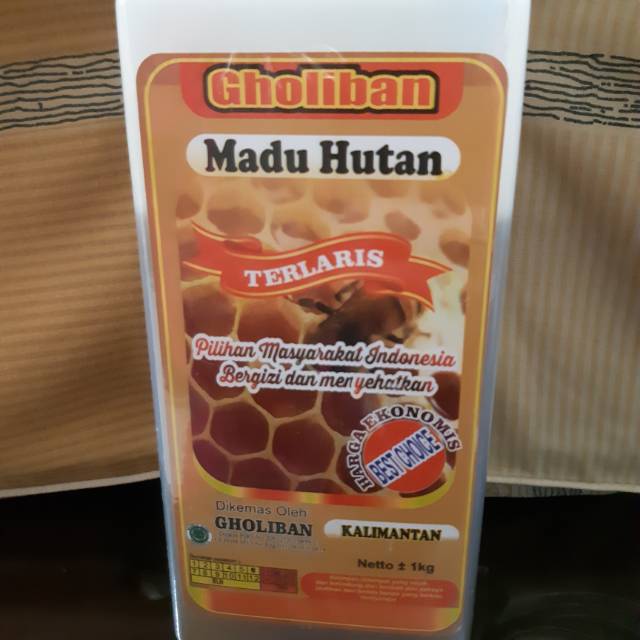 Gholiban
Madu Hutan
TERLARIS
Pilihan Masyarakat Indonesia
Bergizi dan menyehatkan
HARGA EKONOMIS
BEST CHOICE
Dikemas Oleh
GHOLIBAN
KALIMANTAN
Netto ± 1kg